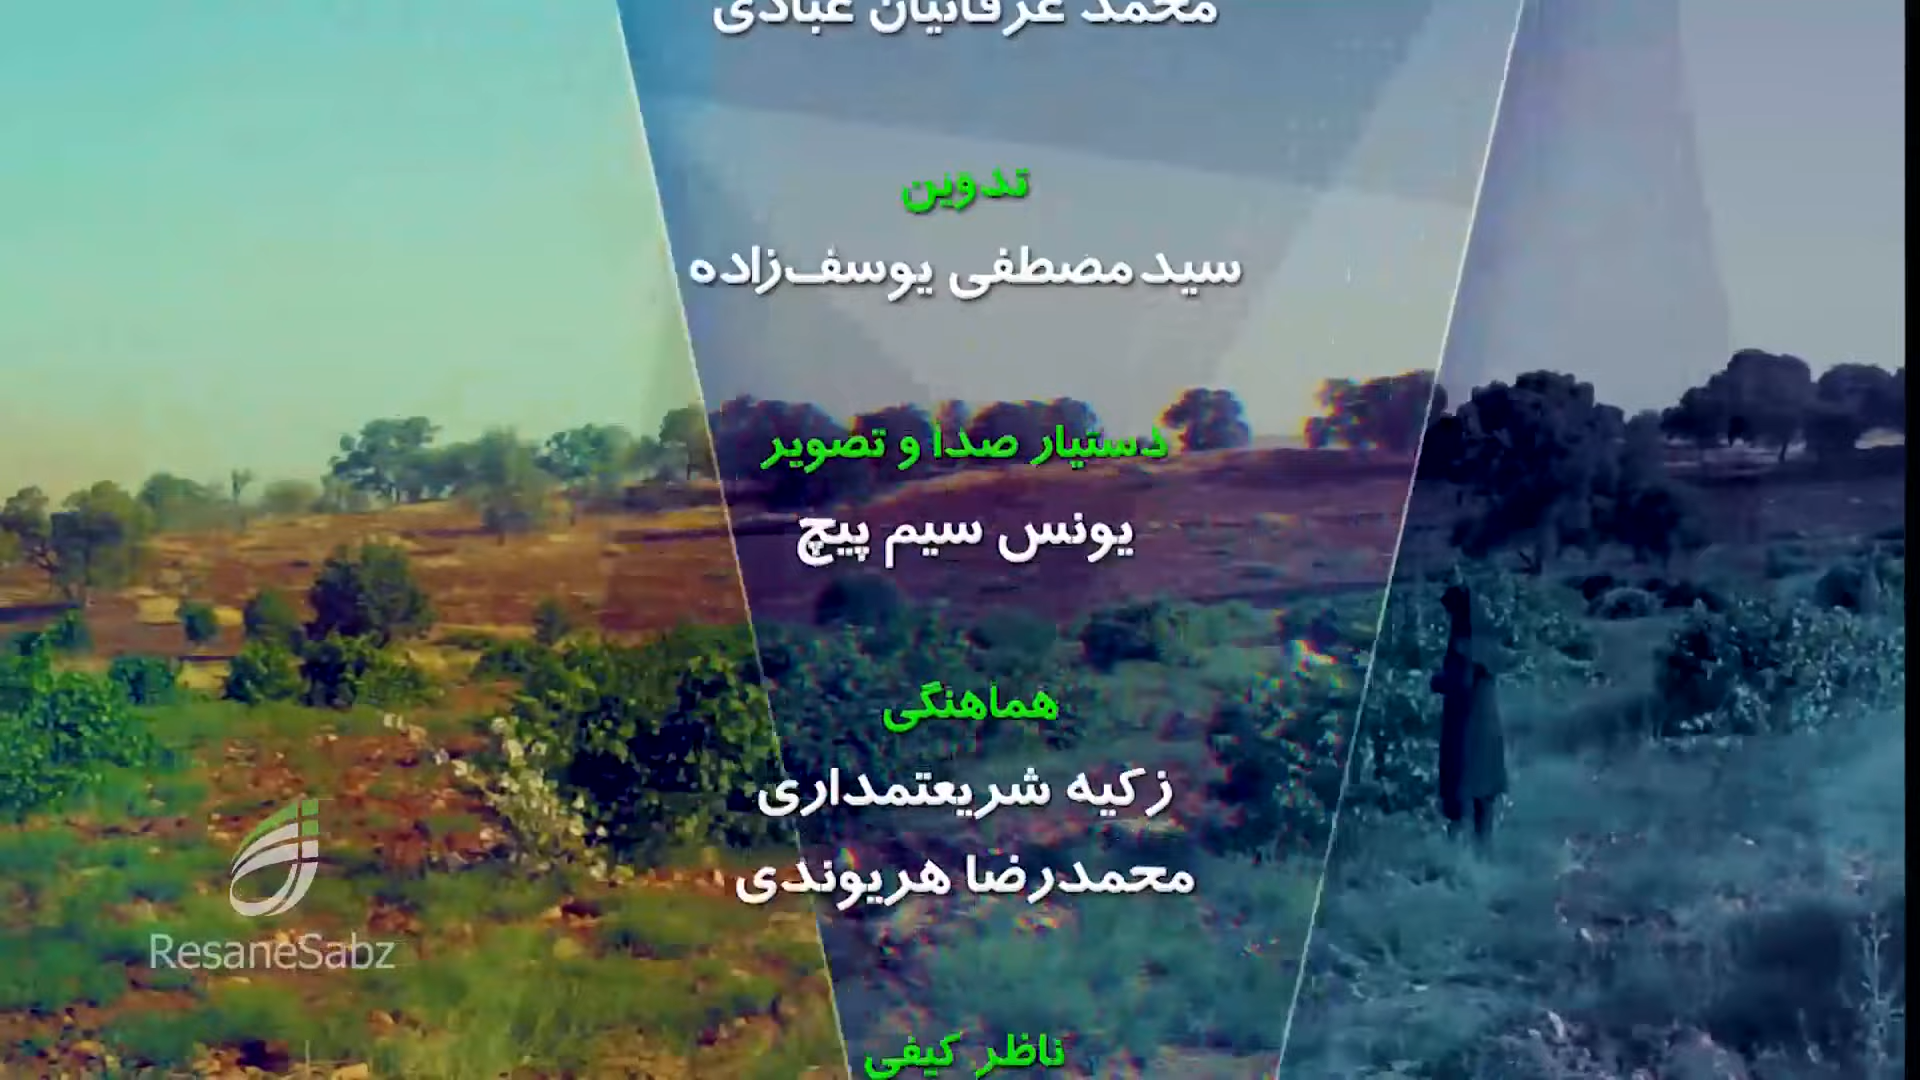 محمد عرفانیان عبادی
تدوین
سید مصطفی یوسف‌زاده
دستیار صدا و تصویر
یونس سیم پیچ
هماهنگی
زکیه شریعتمداری
محمدرضا هریوندی
ResaneSabz
ناظر کیفی